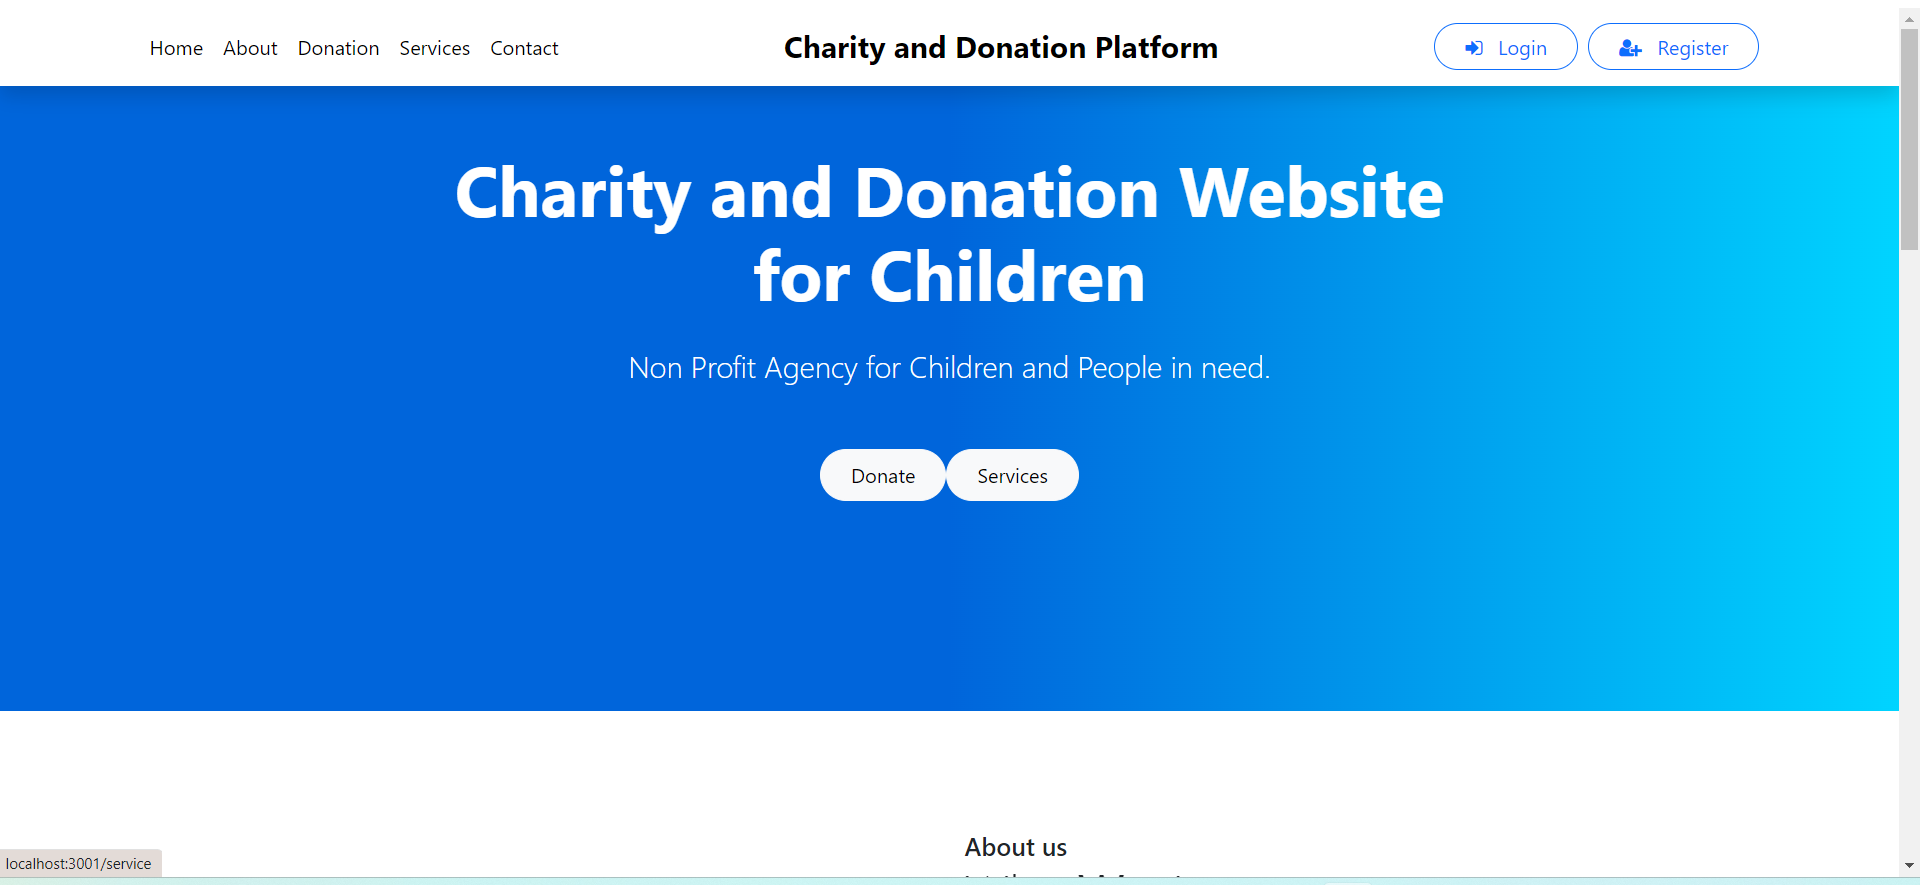 Home About Donation Services Contact
Charity and Donation Platform
Login
Register
Charity and Donation Website
for Children
Non Profit Agency for Children and People in need.
Donate
Services
About us
localhost:3001/service